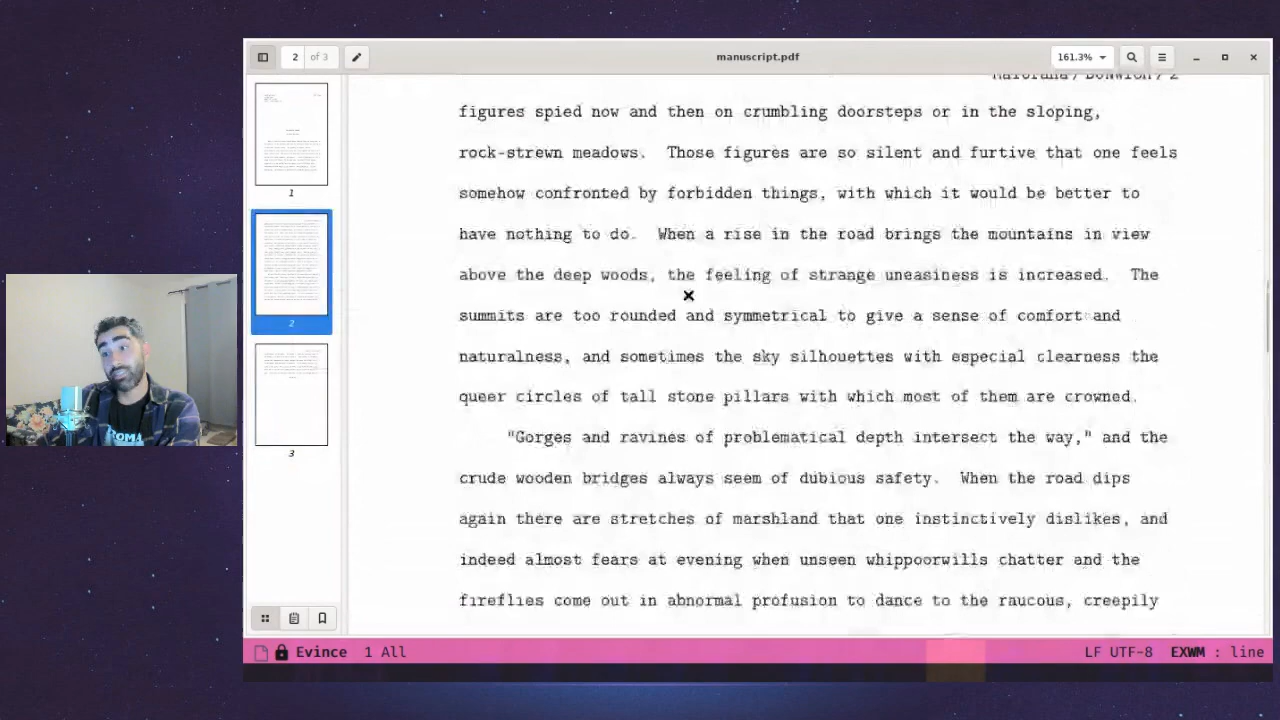 2 of 3
manuscript.pdf
161.3%
figures spied now and then on crumbling doorsteps or in the sloping,
rock-strown meadows. Those figures are so silent and furtive that one feels
somehow confronted by forbidden things, with which it would be better to
have nothing to do. When a rise in the road brings the mountains in view
above the deep woods, the feeling of strange uneasiness is increased. The
summits are too rounded and symmetrical to give a sense of comfort and
naturalness, and sometimes the sky silhouettes with especial clearness the
queer circles of tall stone pillars with which most of them are crowned.
"Gorges and ravines of problematical depth intersect the way," and the
crude wooden bridges always seem of dubious safety. When the road dips
again there are stretches of marshland that one instinctively dislikes, and
indeed almost fears at evening when unseen whippoorwills chatter and the
fireflies come out in abnormal profusion to dance to the raucous, creepily
1
2
3
Evince 1 All
LF UTF-8 EXWM : line